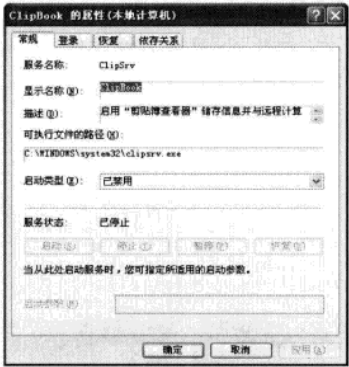 ClipBook 的属性(本地计算机)
常规 登录 恢复 依存关系
服务名称: ClipSrv
显示名称(N): ClipBook
描述(D): 启用“剪贴簿查看器”储存信息并与远程计算
可执行文件的路径(H):
C:\WINDOWS\system32\clipsrv.exe
启动类型(E): 已禁用
服务状态: 已停止
启动(S) 停止(T) 暂停(P) 恢复(R)
当从此处启动服务时，您可指定所适用的启动参数。
启动参数(M):
确定 取消 应用(A)